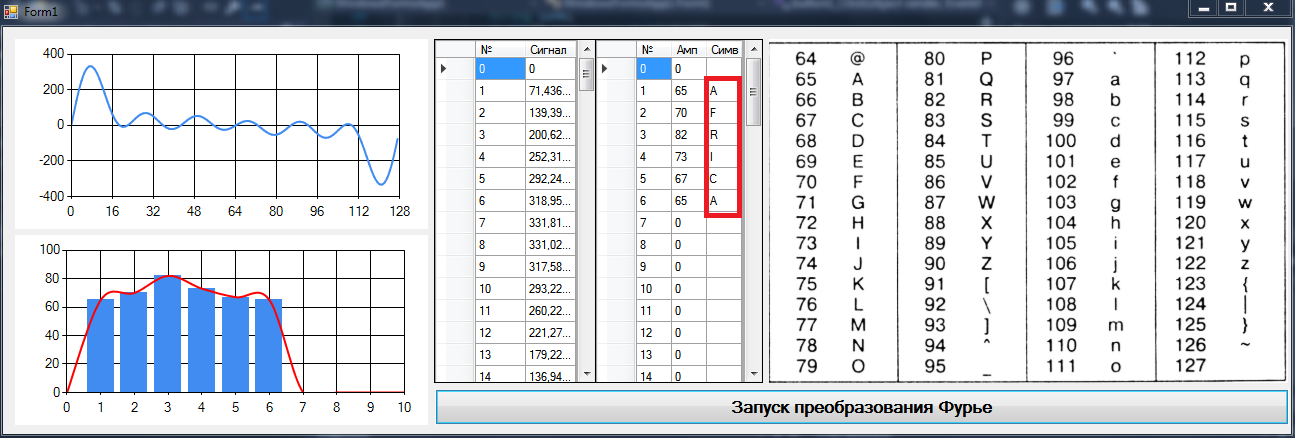 Form1
400
200
0
-200
-400
0 16 32 48 64 80 96 112 128
100
80
60
40
20
0
0 1 2 3 4 5 6 7 8 9 10
№ Сигнал
0 0
1 71,436...
2 139,39...
3 200,62...
4 252,31...
5 292,24...
6 318,95...
7 331,81...
8 331,02...
9 317,58...
10 293,22...
11 260,22...
12 221,27...
13 179,22...
14 136,94...
№ Амп Симв
0 0
1 65 A
2 70 F
3 82 R
4 73 I
5 67 C
6 65 A
7 0
8 0
9 0
10 0
11 0
12 0
13 0
14 0
64 @ 80 P 96 ` 112 p
65 A 81 Q 97 a 113 q
66 B 82 R 98 b 114 r
67 C 83 S 99 c 115 s
68 D 84 T 100 d 116 t
69 E 85 U 101 e 117 u
70 F 86 V 102 f 118 v
71 G 87 W 103 g 119 w
72 H 88 X 104 h 120 x
73 I 89 Y 105 i 121 y
74 J 90 Z 106 j 122 z
75 K 91 [ 107 k 123 {
76 L 92 \ 108 l 124 |
77 M 93 ] 109 m 125 }
78 N 94 ^ 110 n 126 ~
79 O 95 _ 111 o 127
Запуск преобразования Фурье